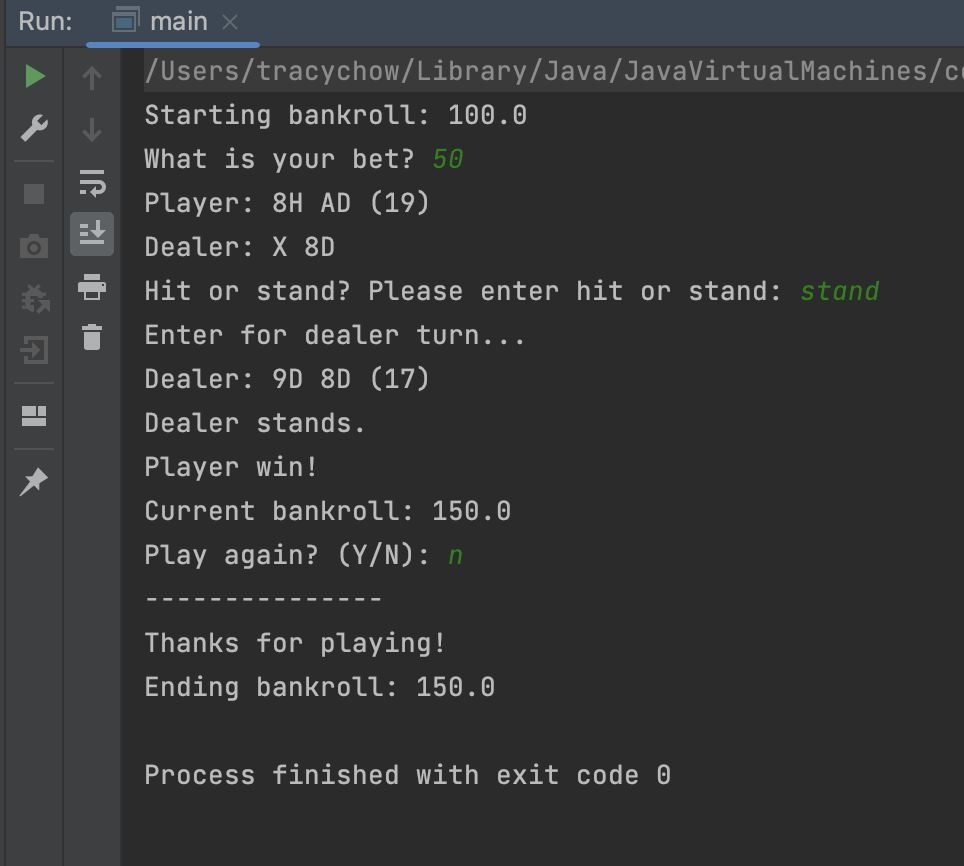 Run: main
/Users/tracychow/Library/Java/JavaVirtualMachines/
Starting bankroll: 100.0
What is your bet? 50
Player: 8H AD (19)
Dealer: X 8D
Hit or stand? Please enter hit or stand: stand
Enter for dealer turn...
Dealer: 9D 8D (17)
Dealer stands.
Player win!
Current bankroll: 150.0
Play again? (Y/N): n
---------------
Thanks for playing!
Ending bankroll: 150.0
Process finished with exit code 0